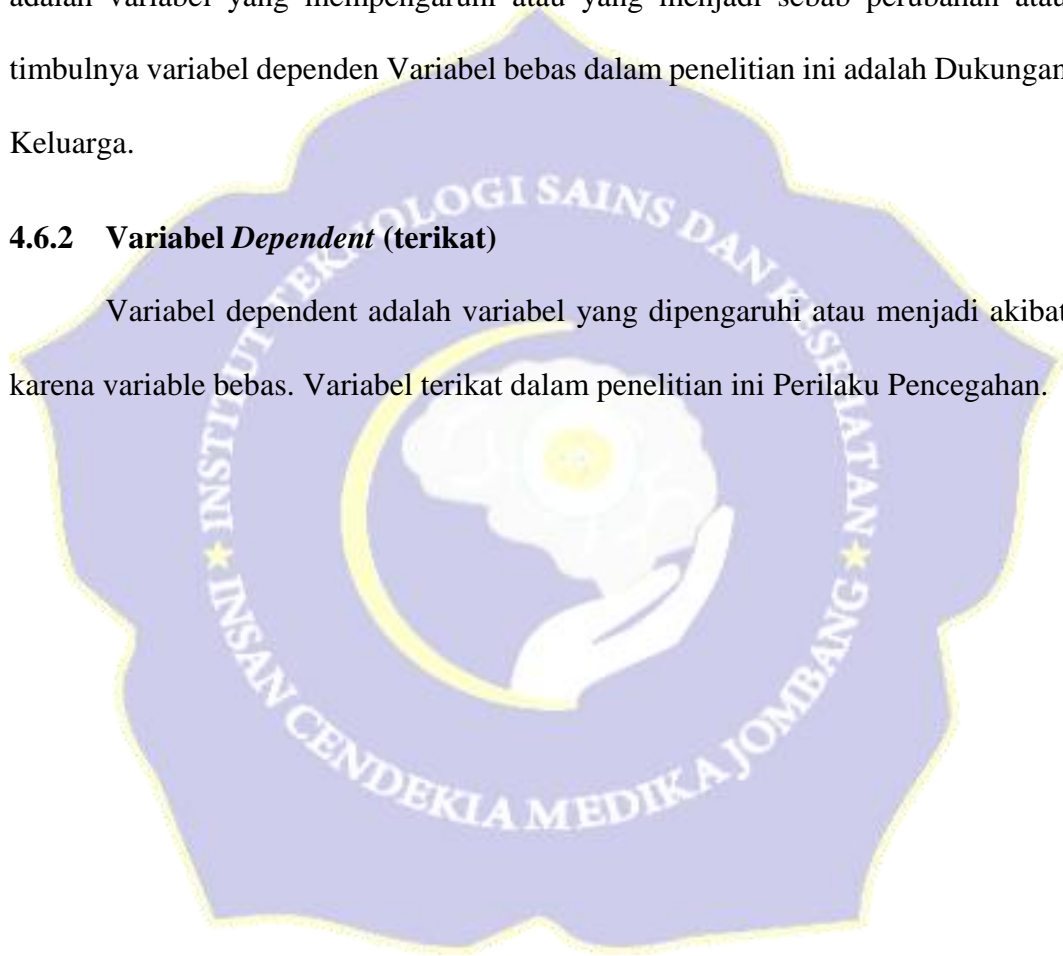 adalah variabel yang mempengaruhi atau yang menjadi sebab perubahan atau
timbulnya variabel dependen Variabel bebas dalam penelitian ini adalah Dukungan
Keluarga.
4.6.2 Variabel Dependent (terikat)
Variabel dependent adalah variabel yang dipengaruhi atau menjadi akibat
karena variable bebas. Variabel terikat dalam penelitian ini Perilaku Pencegahan.
INSTITUT TEKNOLOGI SAINS DAN KESEHATAN
INSAN CENDEKIA MEDIKA JOMBANG